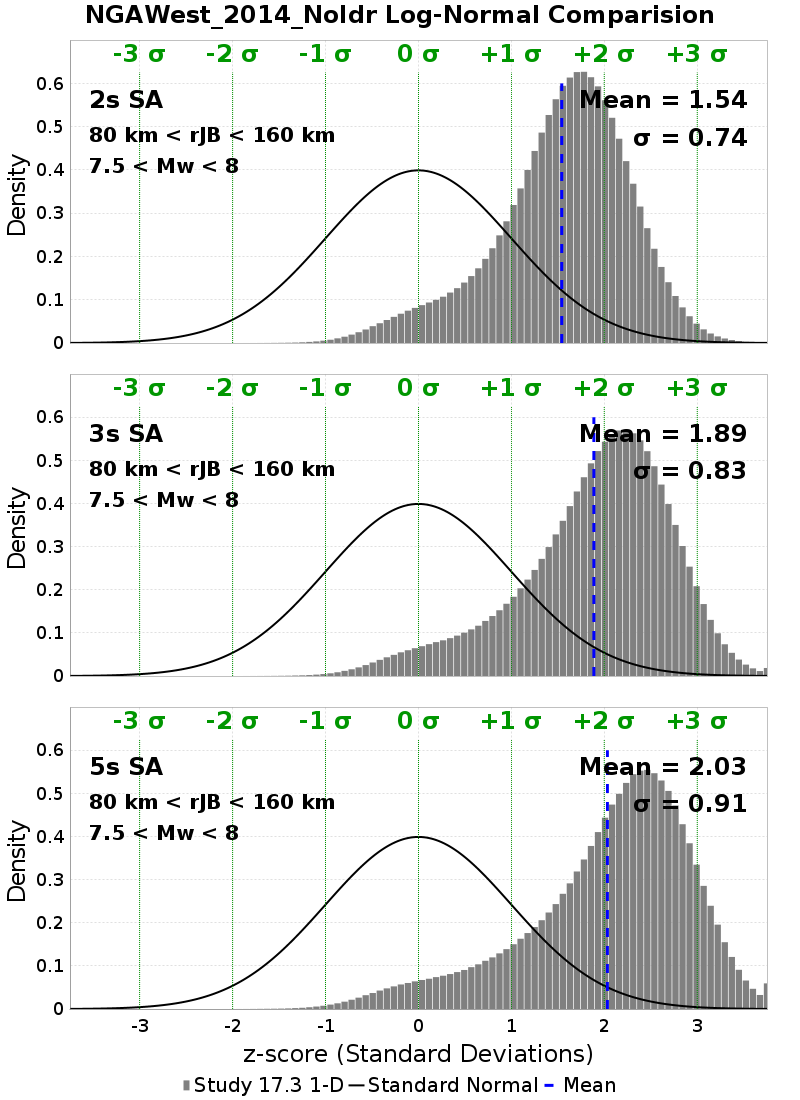 NGAWest_2014_NoIdr Log-Normal Comparision
-3 σ -2 σ -1 σ 0 σ +1 σ +2 σ +3 σ
0.6
2s SA Mean = 1.54
0.5
80 km < rJB < 160 km σ = 0.74
0.4
7.5 < Mw < 8
0.3
0.2
0.1
0
Density
-3 σ -2 σ -1 σ 0 σ +1 σ +2 σ +3 σ
0.6
3s SA Mean = 1.89
0.5
80 km < rJB < 160 km σ = 0.83
0.4
7.5 < Mw < 8
0.3
0.2
0.1
0
Density
-3 σ -2 σ -1 σ 0 σ +1 σ +2 σ +3 σ
0.6
5s SA Mean = 2.03
0.5
80 km < rJB < 160 km σ = 0.91
0.4
7.5 < Mw < 8
0.3
0.2
0.1
0
Density
-3 -2 -1 0 1 2 3
z-score (Standard Deviations)
Study 17.3 1-D Standard Normal Mean